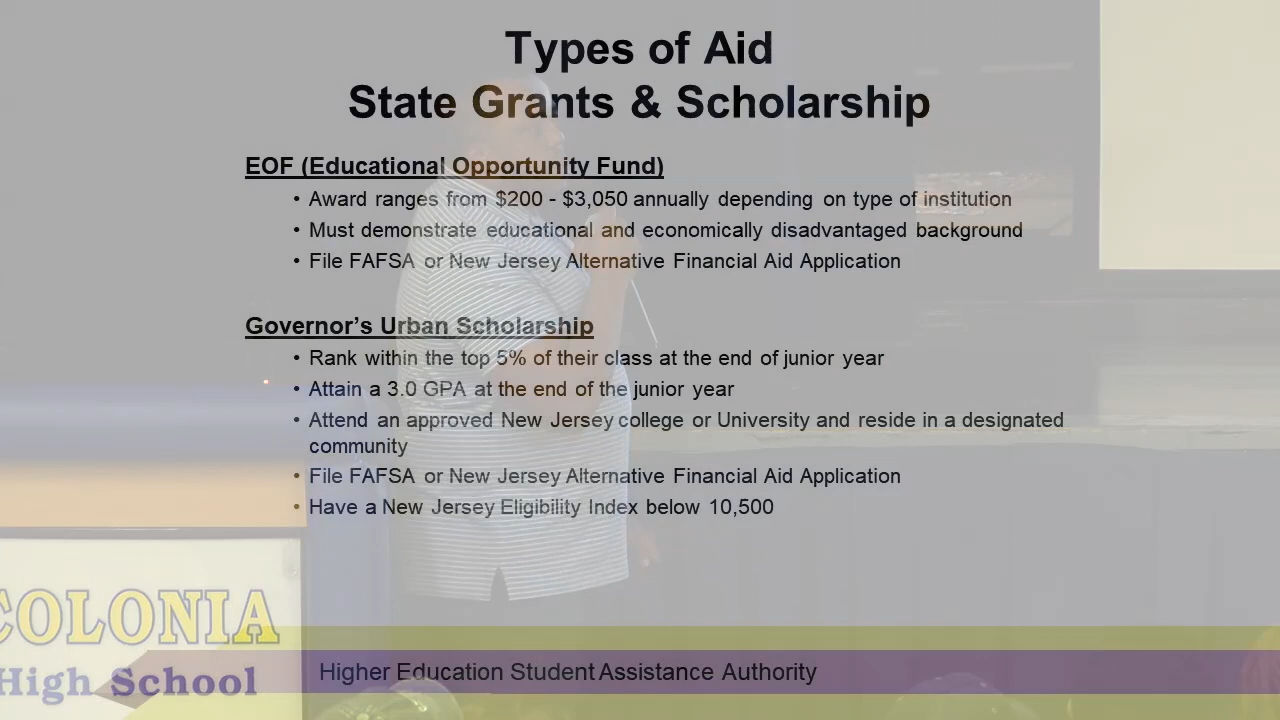 Types of Aid
State Grants & Scholarship
EOF (Educational Opportunity Fund)
• Award ranges from $200 - $3,050 annually depending on type of institution
• Must demonstrate educational and economically disadvantaged background
• File FAFSA or New Jersey Alternative Financial Aid Application
Governor’s Urban Scholarship
• Rank within the top 5% of their class at the end of junior year
• Attain a 3.0 GPA at the end of the junior year
• Attend an approved New Jersey college or University and reside in a designated
community
• File FAFSA or New Jersey Alternative Financial Aid Application
• Have a New Jersey Eligibility Index below 10,500
COLONIA
High School
Higher Education Student Assistance Authority